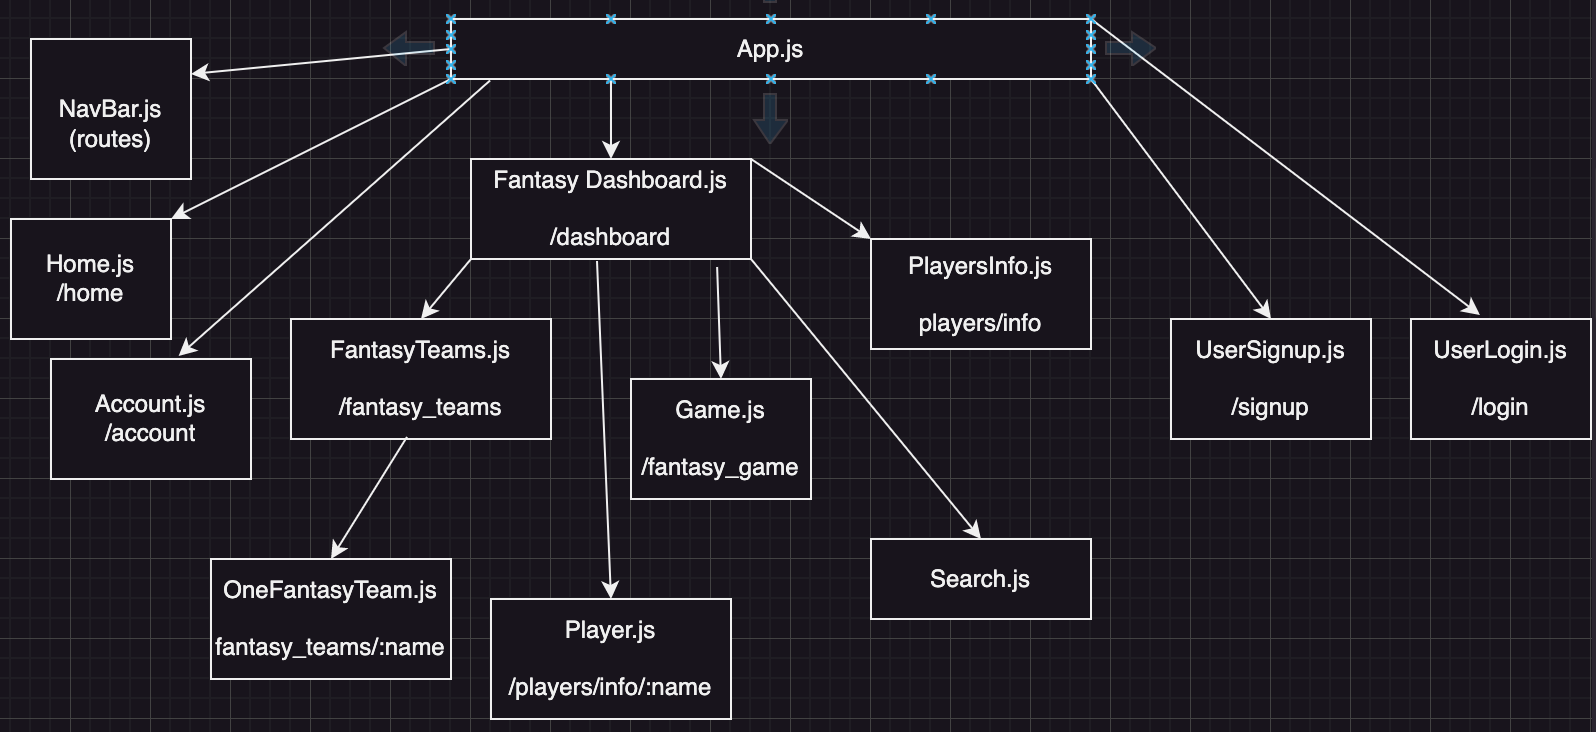 App.js
NavBar.js
(routes)
Fantasy Dashboard.js
/dashboard
Home.js
/home
PlayersInfo.js
players/info
FantasyTeams.js
/fantasy_teams
UserSignup.js
/signup
UserLogin.js
/login
Account.js
/account
Game.js
/fantasy_game
OneFantasyTeam.js
fantasy_teams/:name
Player.js
/players/info/:name
Search.js